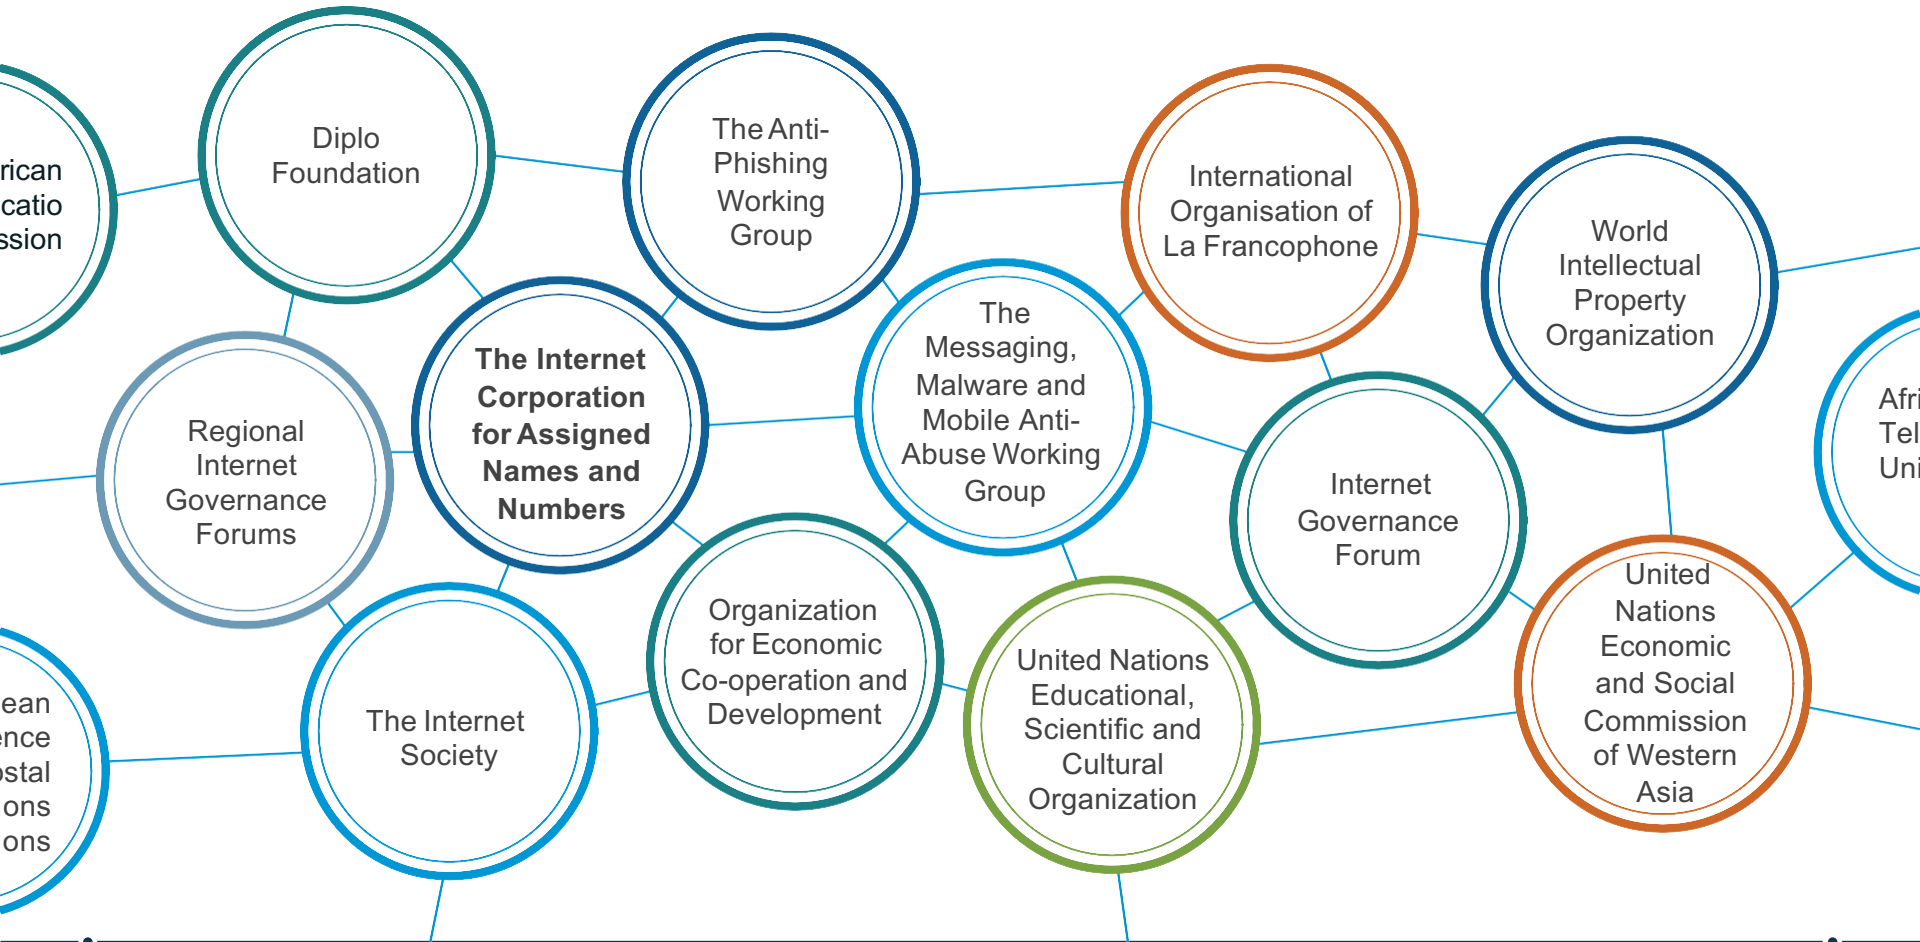 rican
catio
ssion
Diplo
Foundation
The Anti-
Phishing
Working
Group
International
Organisation of
La Francophone
World
Intellectual
Property
Organization
Regional
Internet
Governance
Forums
The Internet
Corporation
for Assigned
Names and
Numbers
The
Messaging,
Malware and
Mobile Anti-
Abuse Working
Group
Internet
Governance
Forum
Afri
Tel
Uni
ean
ence
ostal
ons
ons
The Internet
Society
Organization
for Economic
Co-operation and
Development
United Nations
Educational,
Scientific and
Cultural
Organization
United
Nations
Economic
and Social
Commission
of Western
Asia